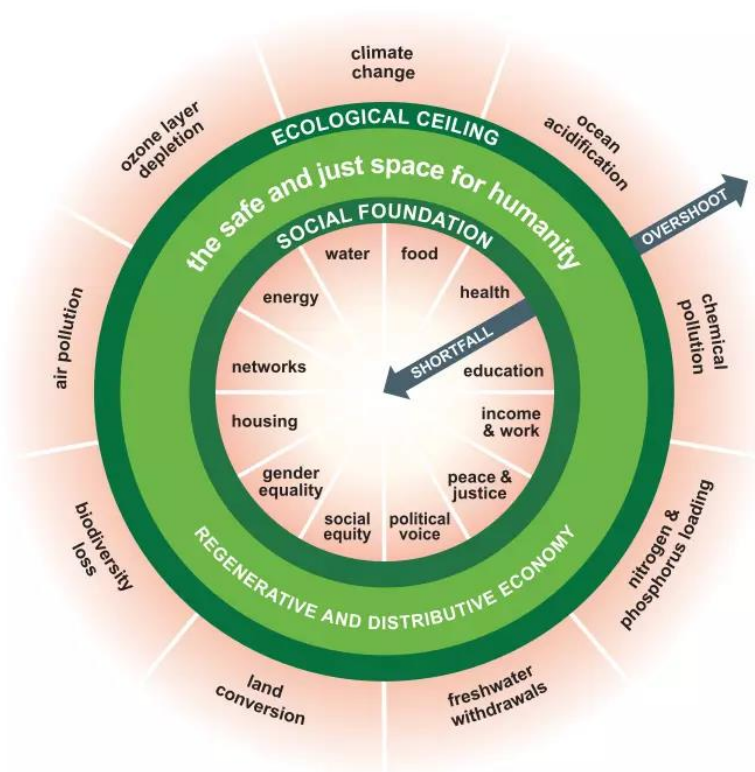 climate
change
ocean
acidification
chemical
pollution
nitrogen &
phosphorus loading
freshwater
withdrawals
land
conversion
biodiversity
loss
air pollution
ozone layer
depletion
ECOLOGICAL CEILING
OVERSHOOT
the safe and just space for humanity
SOCIAL FOUNDATION
water
food
health
SHORTFALL
education
income
& work
peace &
justice
political
voice
social
equity
gender
equality
housing
networks
energy
REGENERATIVE AND DISTRIBUTIVE ECONOMY